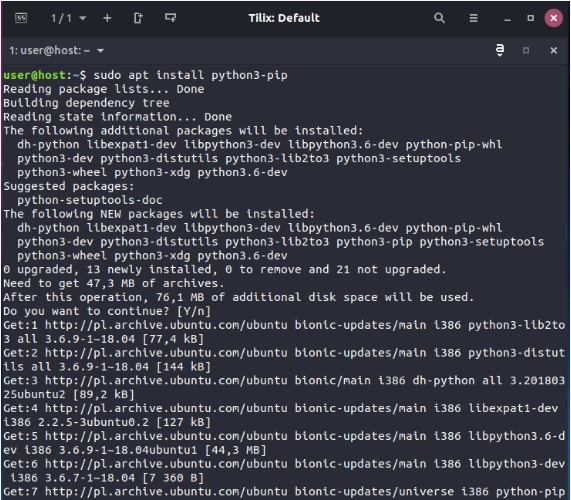 1 / 1
Tilix: Default
1: user@host: ~
user@host:~$ sudo apt install python3-pip
Reading package lists... Done
Building dependency tree
Reading state information... Done
The following additional packages will be installed:
  dh-python libexpat1-dev libpython3-dev libpython3.6-dev python-pip-whl
  python3-dev python3-distutils python3-lib2to3 python3-setuptools
  python3-wheel python3-xdg python3.6-dev
Suggested packages:
  python-setuptools-doc
The following NEW packages will be installed:
  dh-python libexpat1-dev libpython3-dev libpython3.6-dev python-pip-whl
  python3-dev python3-distutils python3-lib2to3 python3-pip python3-setuptools
  python3-wheel python3-xdg python3.6-dev
0 upgraded, 13 newly installed, 0 to remove and 21 not upgraded.
Need to get 47,3 MB of archives.
After this operation, 76,1 MB of additional disk space will be used.
Do you want to continue? [Y/n]
Get:1 http://pl.archive.ubuntu.com/ubuntu bionic-updates/main i386 python3-lib2to
3 all 3.6.9-1~18.04 [77,4 kB]
Get:2 http://pl.archive.ubuntu.com/ubuntu bionic-updates/main i386 python3-distut
ils all 3.6.9-1~18.04 [144 kB]
Get:3 http://pl.archive.ubuntu.com/ubuntu bionic/main i386 dh-python all 3.201803
25ubuntu2 [89,2 kB]
Get:4 http://pl.archive.ubuntu.com/ubuntu bionic-updates/main i386 libexpat1-dev
i386 2.2.5-3ubuntu0.2 [127 kB]
Get:5 http://pl.archive.ubuntu.com/ubuntu bionic-updates/main i386 libpython3.6-d
ev i386 3.6.9-1~18.04ubuntu1 [44,3 MB]
Get:6 http://pl.archive.ubuntu.com/ubuntu bionic-updates/main i386 libpython3-dev
 i386 3.6.7-1~18.04 [7 360 B]
Get:7 http://pl.archive.ubuntu.com/ubuntu bionic-updates/universe i386 python-pip